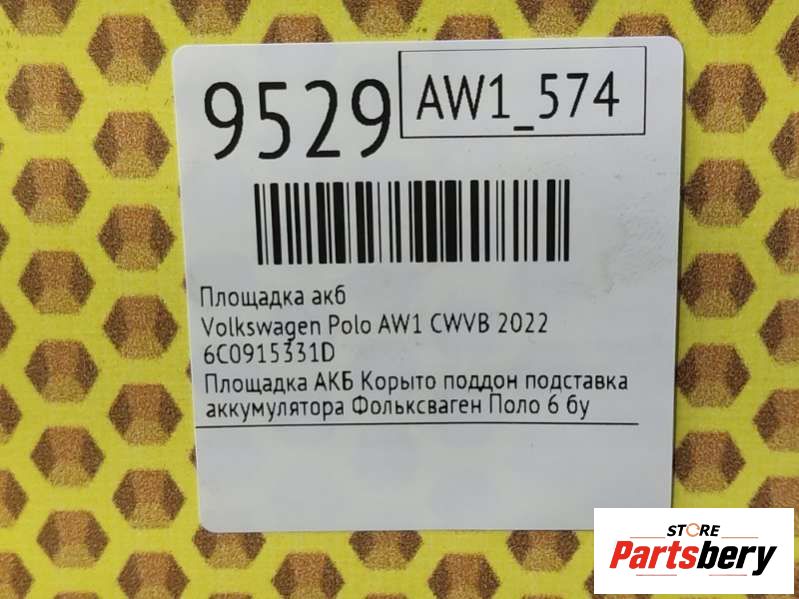 9529
AW1_574
Площадка акб
Volkswagen Polo AW1 CWVB 2022
6C0915331D
Площадка АКБ Корыто поддон подставка
аккумулятора Фольксваген Поло 6 бу
STORE
Partsbery